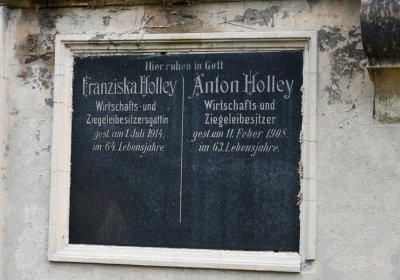 Hier ruhen in Gott
Franziska Holley
Wirtschafts- und
Ziegeleibesitzersgattin
gest. am 1. Juli 1914,
im 64. Lebensjahre.
Anton Holley
Wirtschafts- und
Ziegeleibesitzer
gest. am 11. Feber 1908,
im 63. Lebensjahre.